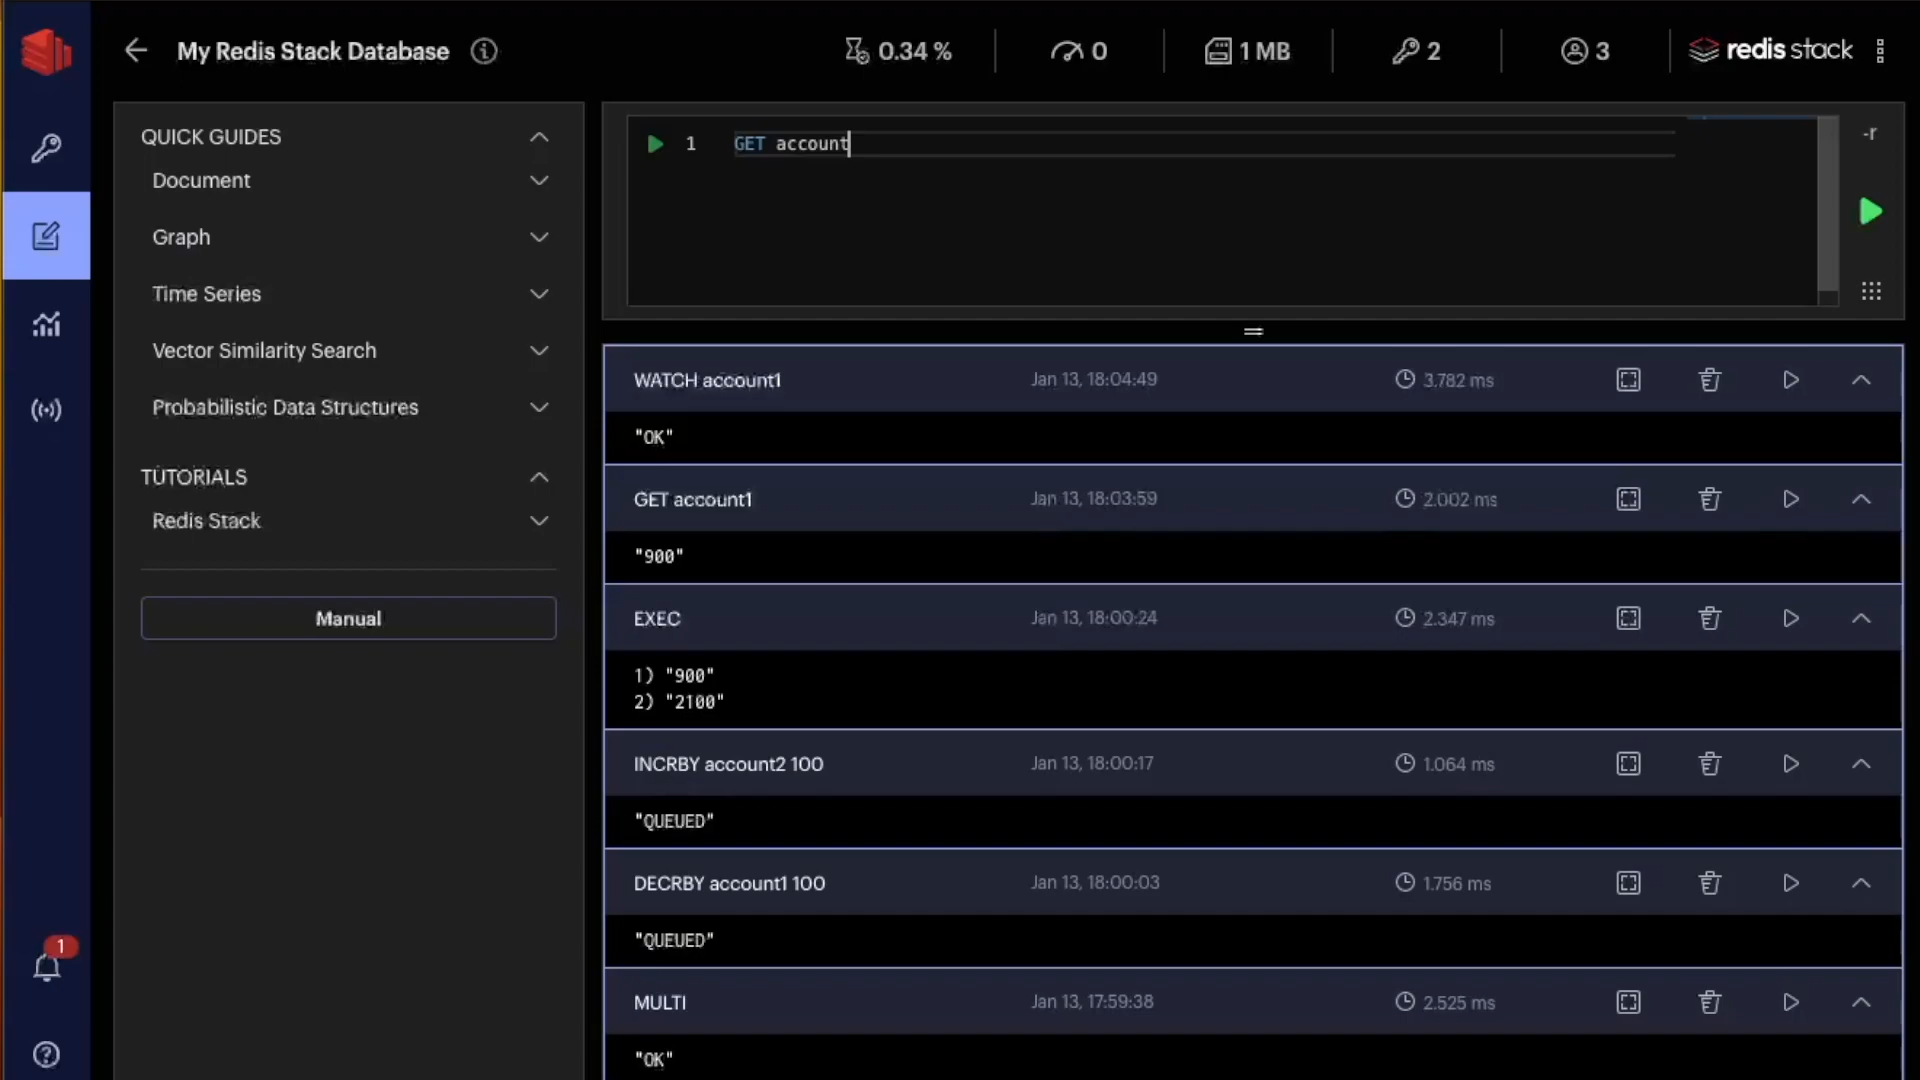 My Redis Stack Database
0.34 %
0
1 MB
2
3
redis stack
QUICK GUIDES
Document
Graph
Time Series
Vector Similarity Search
Probabilistic Data Structures
TUTORIALS
Redis Stack
Manual
1 GET account
-r
WATCH account1 Jan 13, 18:04:49 3.782 ms
"OK"
GET account1 Jan 13, 18:03:59 2.002 ms
"900"
EXEC Jan 13, 18:00:24 2.347 ms
1) "900"
2) "2100"
INCRBY account2 100 Jan 13, 18:00:17 1.064 ms
"QUEUED"
DECRBY account1 100 Jan 13, 18:00:03 1.756 ms
"QUEUED"
MULTI Jan 13, 17:59:38 2.525 ms
"OK"
1